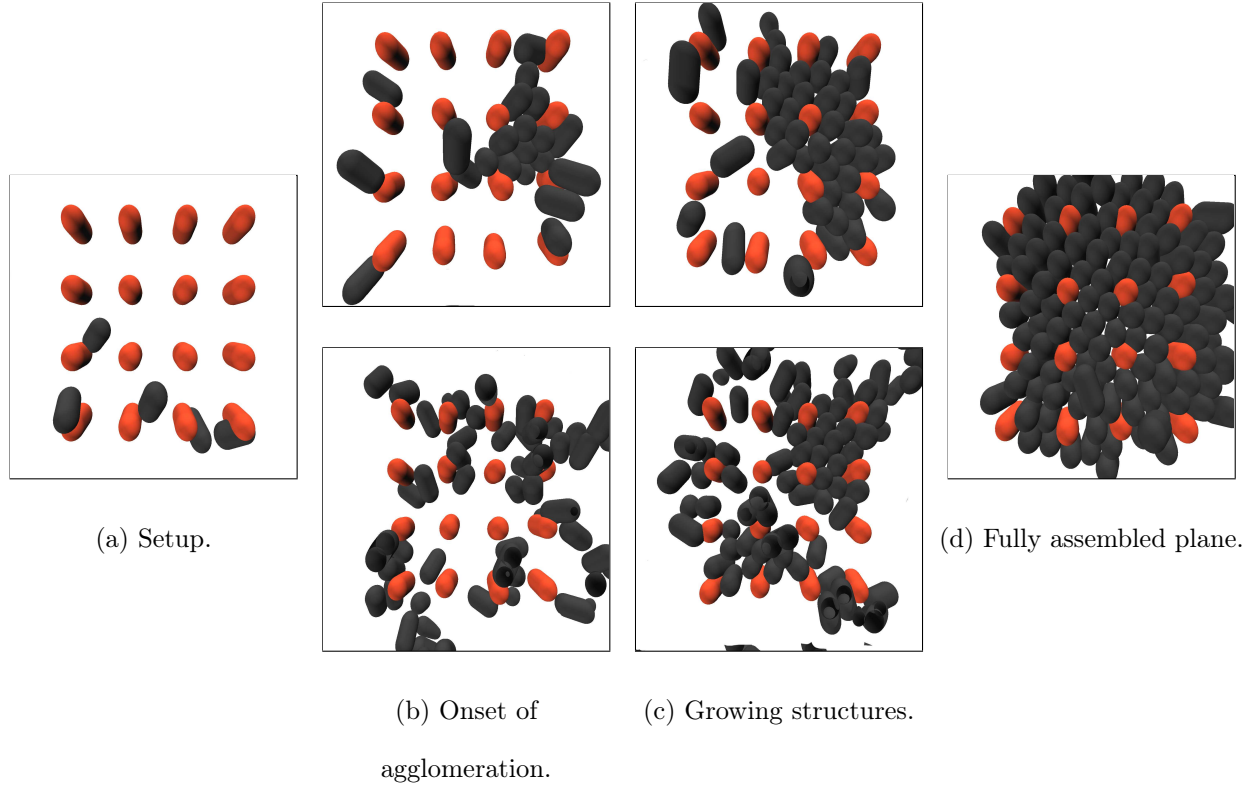 (a) Setup.
(b) Onset of
agglomeration.
(c) Growing structures.
(d) Fully assembled plane.